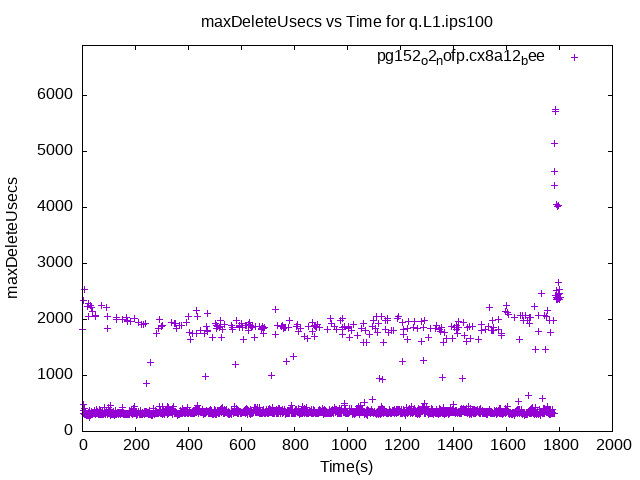 maxDeleteUsecs vs Time for q.L1.ips100
pg152o2nofp.cx8a12bee
6000
5000
4000
3000
2000
1000
0
maxDeleteUsecs
0 200 400 600 800 1000 1200 1400 1600 1800 2000
Time(s)